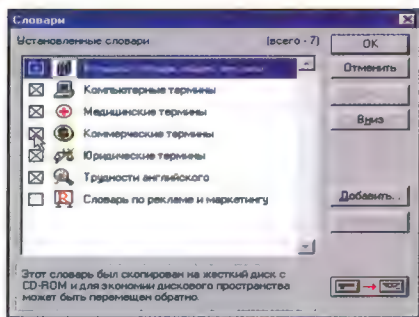 Словари
Установленные словари (всего - 7)
OK
Отменить
Компьютерные термины
Медицинские термины
Вниз
Коммерческие термины
Юридические термины
Трудности английского
Словарь по рекламе и маркетингу
Добавить...
Этот словарь был скопирован на жесткий диск с
CD-ROM и для экономии дискового пространства
может быть перемещен обратно.